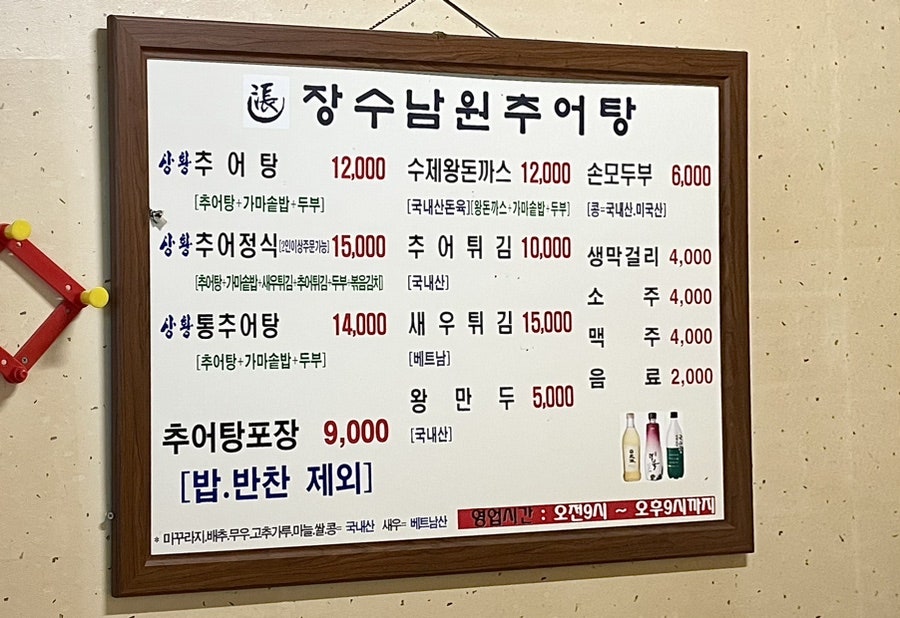 張 장수남원추어탕
상황추어탕 12,000
[추어탕+가마솥밥+두부]
상황추어정식[2인이상주문가능] 15,000
[추어탕+가마솥밥+새우튀김+추어튀김+두부+볶음김치]
상황통추어탕 14,000
[추어탕+가마솥밥+두부]
추어탕포장 9,000
[밥.반찬 제외]
수제왕돈까스 12,000
[국내산돈육][왕돈까스+가마솥밥+두부]
추어튀김 10,000
[국내산]
새우튀김 15,000
[베트남]
왕만두 5,000
[국내산]
손모두부 6,000
[콩=국내산.미국산]
생막걸리 4,000
소주 4,000
맥주 4,000
음료 2,000
* 마꾸라지.배추.무우.고추가루.마늘.쌀.콩= 국내산 새우= 베트남산
영업시간 : 오전9시 ~ 오후9시까지